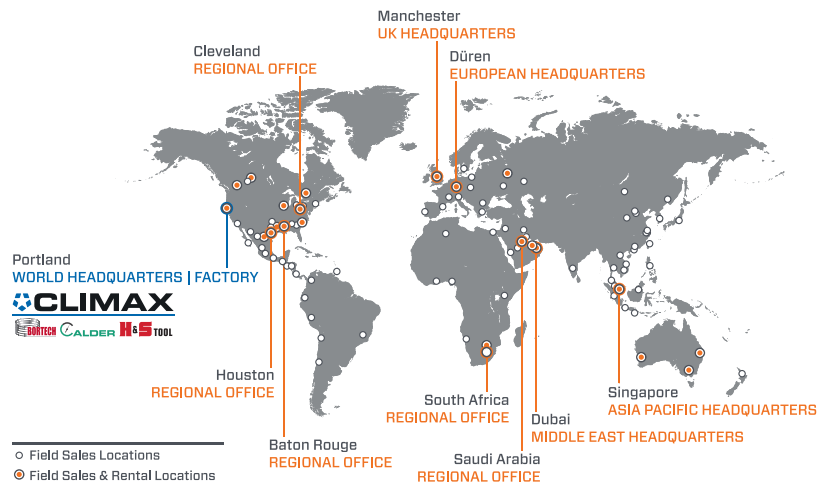 Manchester
UK HEADQUARTERS
Cleveland
REGIONAL OFFICE
Düren
EUROPEAN HEADQUARTERS
Portland
WORLD HEADQUARTERS | FACTORY
CLIMAX
BORTECH CALDER H&S TOOL
Houston
REGIONAL OFFICE
Baton Rouge
REGIONAL OFFICE
South Africa
REGIONAL OFFICE
Saudi Arabia
REGIONAL OFFICE
Dubai
MIDDLE EAST HEADQUARTERS
Singapore
ASIA PACIFIC HEADQUARTERS
Field Sales Locations
Field Sales & Rental Locations